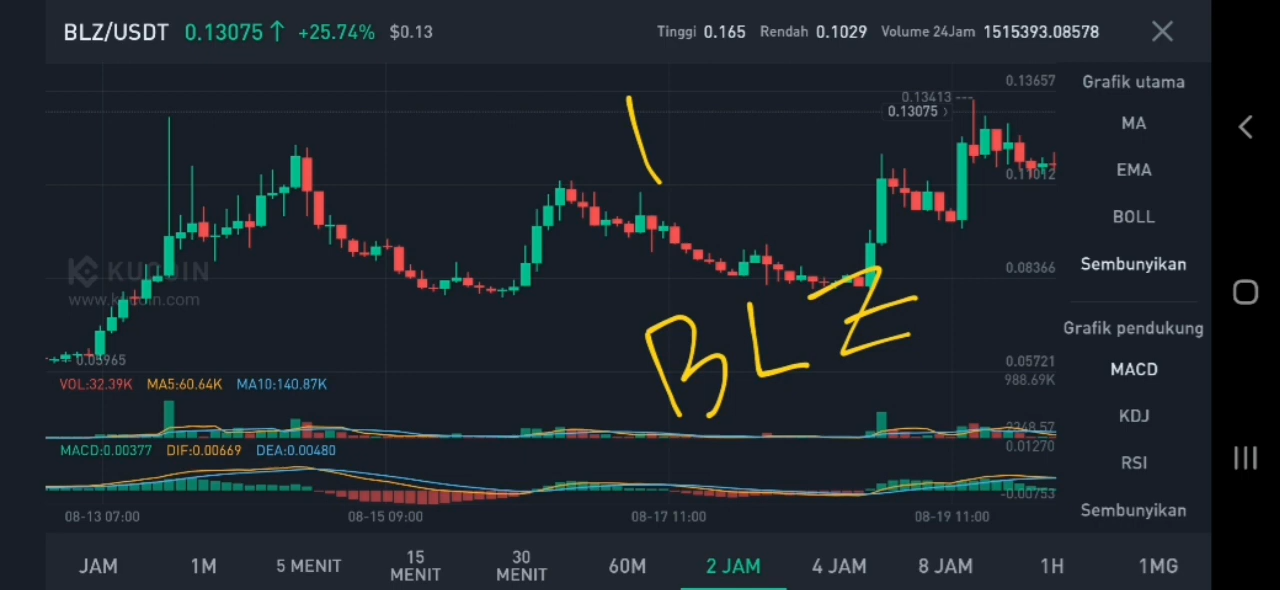 BLZ/USDT 0.13075↑ +25.74% $0.13 Tinggi 0.165 Rendah 0.1029 Volume 24Jam 1515393.08578
0.13657
0.13413
0.13075
0.11012
0.08366
0.05721
KUCOIN
www.kucoin.com
0.05965
BLZ
VOL:32.39K MA5:60.64K MA10:140.87K
988.69K
2348.57
MACD:0.00377 DIF:0.00669 DEA:0.00480
0.01270
-0.00753
08-13 07:00 08-15 09:00 08-17 11:00 08-19 11:00
Grafik utama
MA
EMA
BOLL
Sembunyikan
Grafik pendukung
MACD
KDJ
RSI
Sembunyikan
JAM 1M 5 MENIT 15 MENIT 30 MENIT 60M 2 JAM 4 JAM 8 JAM 1H 1MG